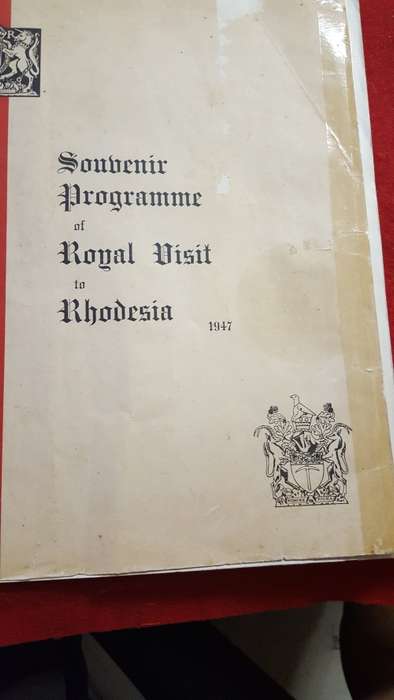 R
Souvenir
Programme
of
Royal Visit
to
Rhodesia 1947